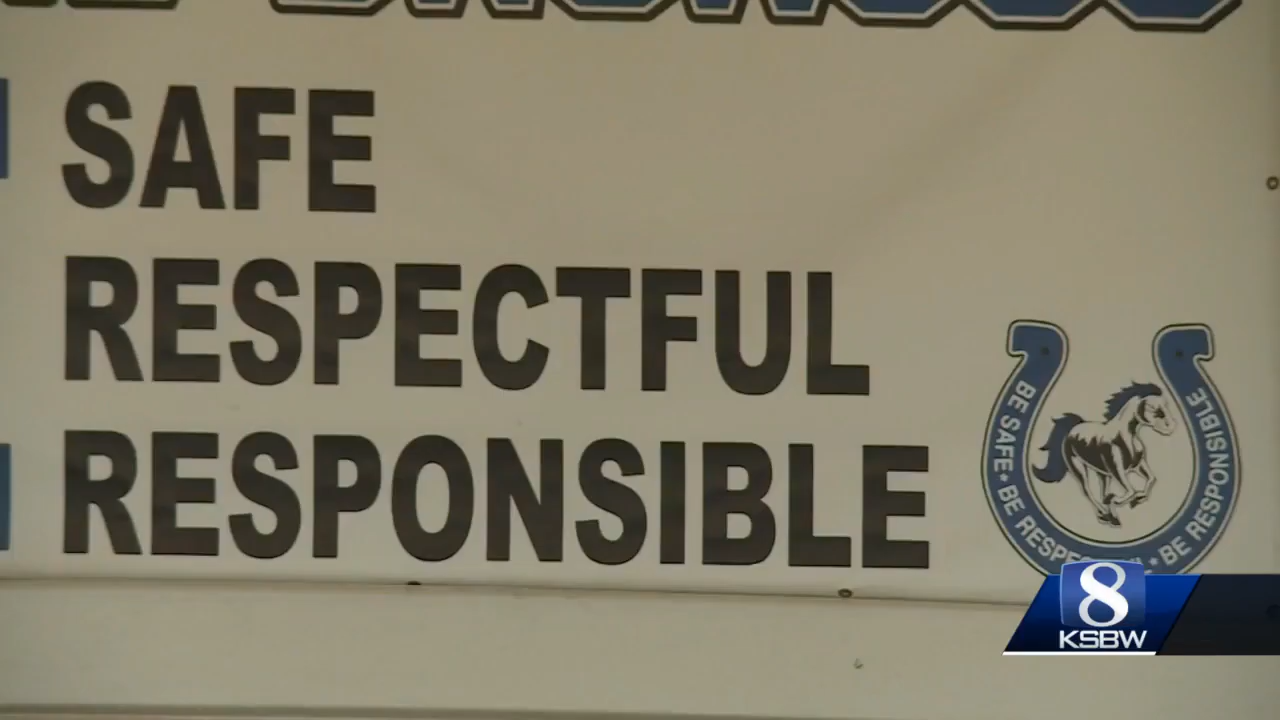 SAFE
RESPECTFUL
RESPONSIBLE
BE SAFE • BE RESPECTFUL • BE RESPONSIBLE
8
KSBW